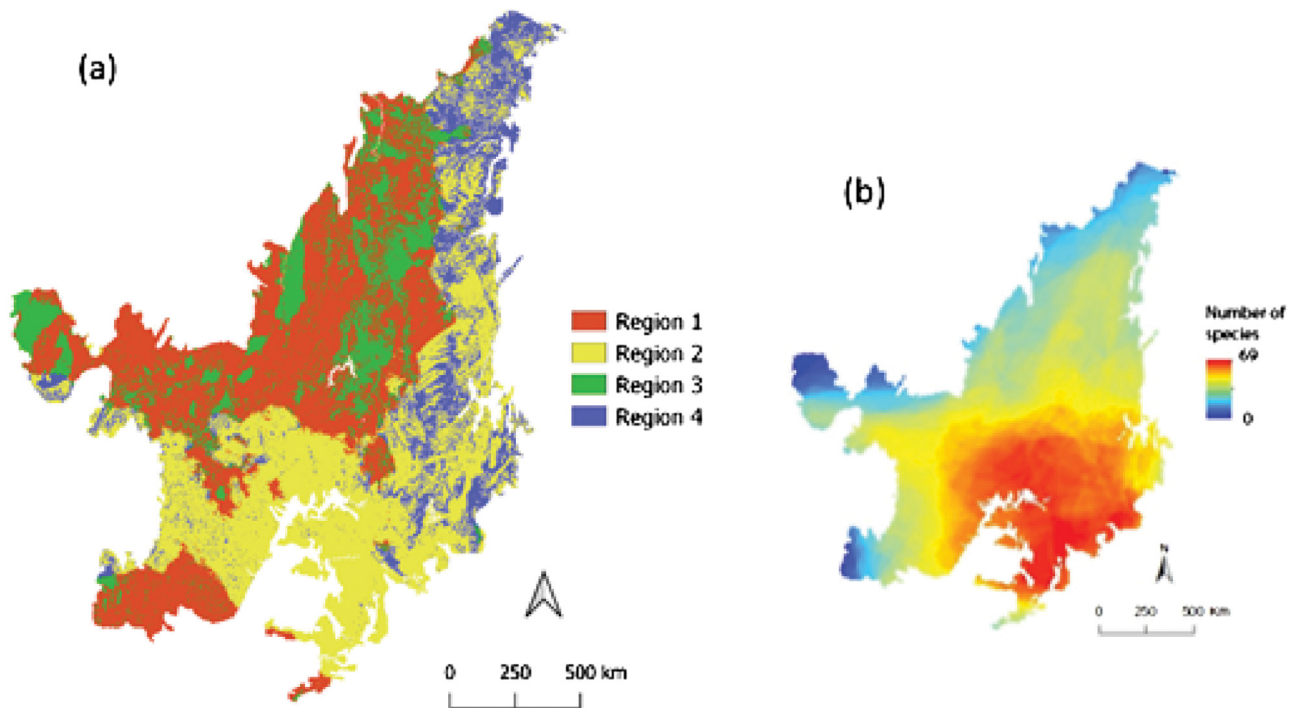 (a)
Region 1
Region 2
Region 3
Region 4
0 250 500 km
(b)
Number of
species
69
0
N
0 250 500 Km